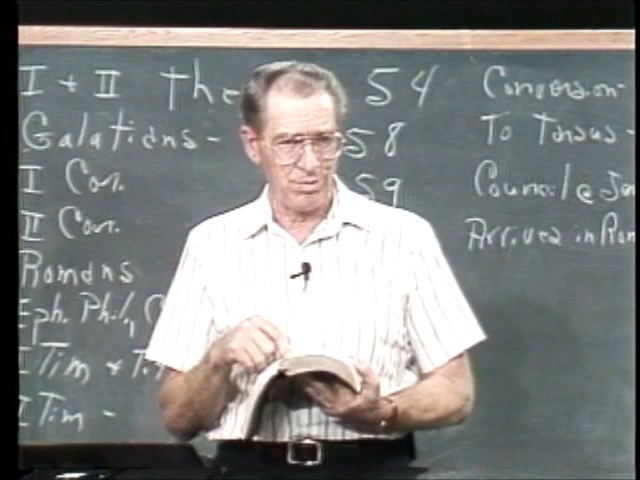 I + II The 54
Galatians - 58
I Cor. 59
II Cor.
Romans
Eph. Phil,
I Tim + Ti
I Tim -
Conversion -
To Tarsus -
Council @ Jer
Arrived in Rom